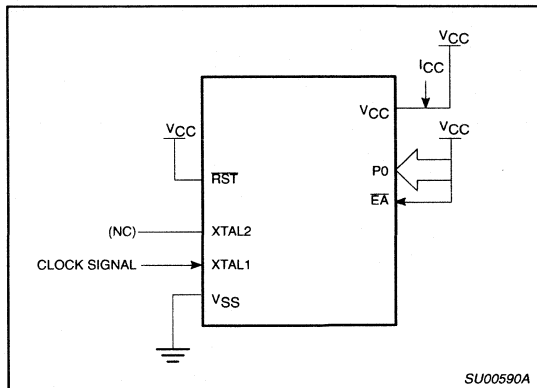 VCC
ICC
VCC
VCC
VCC
P0
RST
EA
(NC)
XTAL2
CLOCK SIGNAL
XTAL1
VSS
SU00590A